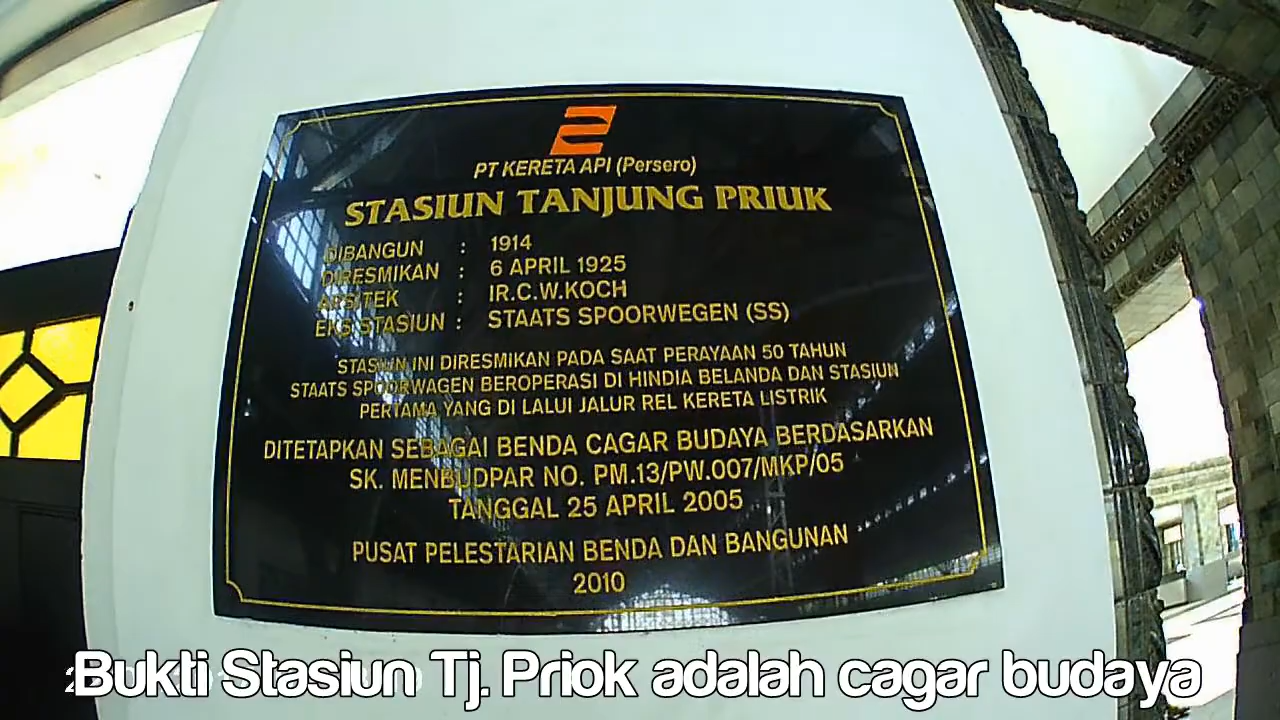 PT KERETA API (Persero)
STASIUN TANJUNG PRIUK
DIBANGUN : 1914
DIRESMIKAN : 6 APRIL 1925
ARSITEK : IR.C.W.KOCH
EKS STASIUN : STAATS SPOORWEGEN (SS)
STASIUN INI DIRESMIKAN PADA SAAT PERAYAAN 50 TAHUN
STAATS SPOORWAGEN BEROPERASI DI HINDIA BELANDA DAN STASIUN
PERTAMA YANG DI LALUI JALUR REL KERETA LISTRIK
DITETAPKAN SEBAGAI BENDA CAGAR BUDAYA BERDASARKAN
SK. MENBUDPAR NO. PM.13/PW.007/MKP/05
TANGGAL 25 APRIL 2005
PUSAT PELESTARIAN BENDA DAN BANGUNAN
2010
Bukti Stasiun Tj. Priok adalah cagar budaya